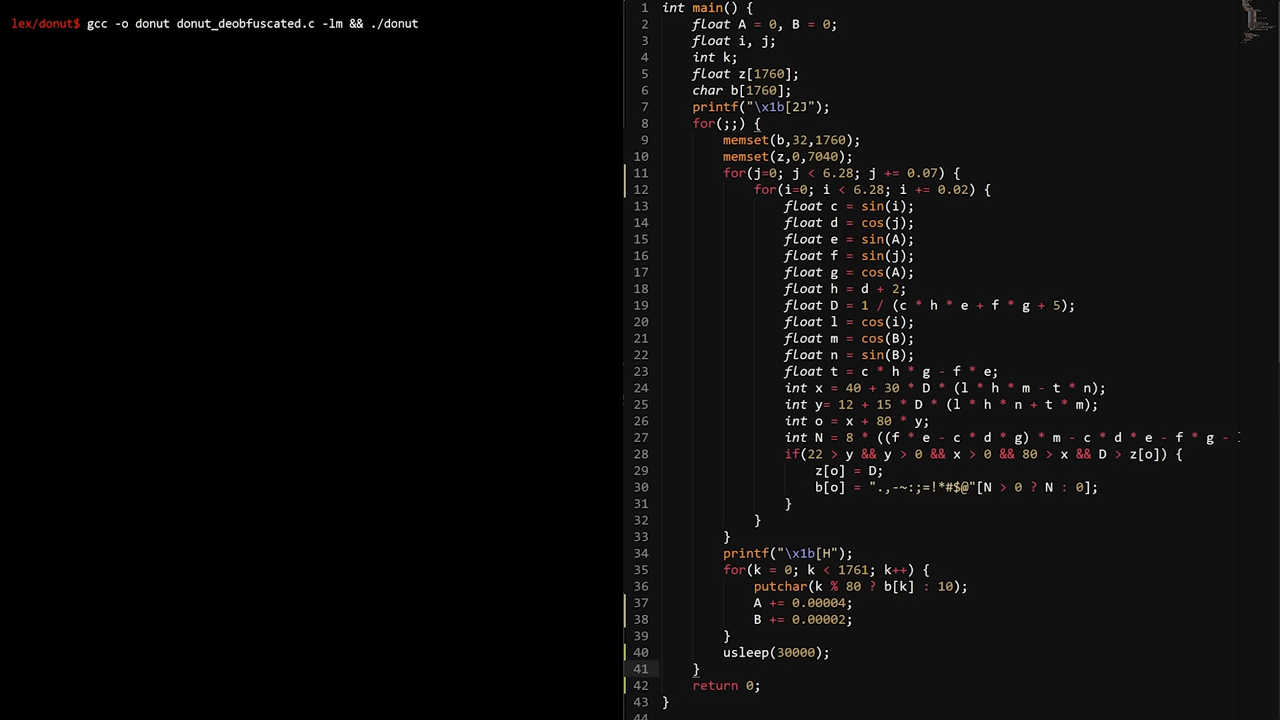 lex/donut$ gcc -o donut donut_deobfuscated.c -lm && ./donut
1 int main() {
2 float A = 0, B = 0;
3 float i, j;
4 int k;
5 float z[1760];
6 char b[1760];
7 printf("\x1b[2J");
8 for(;;) {
9 memset(b,32,1760);
10 memset(z,0,7040);
11 for(j=0; j < 6.28; j += 0.07) {
12 for(i=0; i < 6.28; i += 0.02) {
13 float c = sin(i);
14 float d = cos(j);
15 float e = sin(A);
16 float f = sin(j);
17 float g = cos(A);
18 float h = d + 2;
19 float D = 1 / (c * h * e + f * g + 5);
20 float l = cos(i);
21 float m = cos(B);
22 float n = sin(B);
23 float t = c * h * g - f * e;
24 int x = 40 + 30 * D * (l * h * m - t * n);
25 int y= 12 + 15 * D * (l * h * n + t * m);
26 int o = x + 80 * y;
27 int N = 8 * ((f * e - c * d * g) * m - c * d * e - f * g -
28 if(22 > y && y > 0 && x > 0 && 80 > x && D > z[o]) {
29 z[o] = D;
30 b[o] = ".,-~:;=!*#$@"[N > 0 ? N : 0];
31 }
32 }
33 }
34 printf("\x1b[H");
35 for(k = 0; k < 1761; k++) {
36 putchar(k % 80 ? b[k] : 10);
37 A += 0.00004;
38 B += 0.00002;
39 }
40 usleep(30000);
41 }
42 return 0;
43 }
44